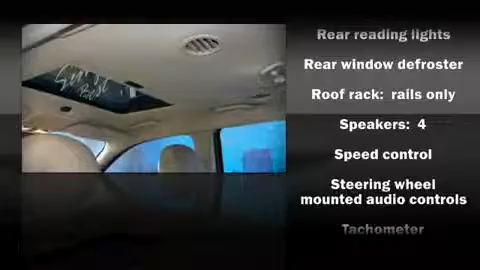 Rear reading lights
Rear window defroster
Roof rack: rails only
Speakers: 4
Speed control
Steering wheel
mounted audio controls
Tachometer